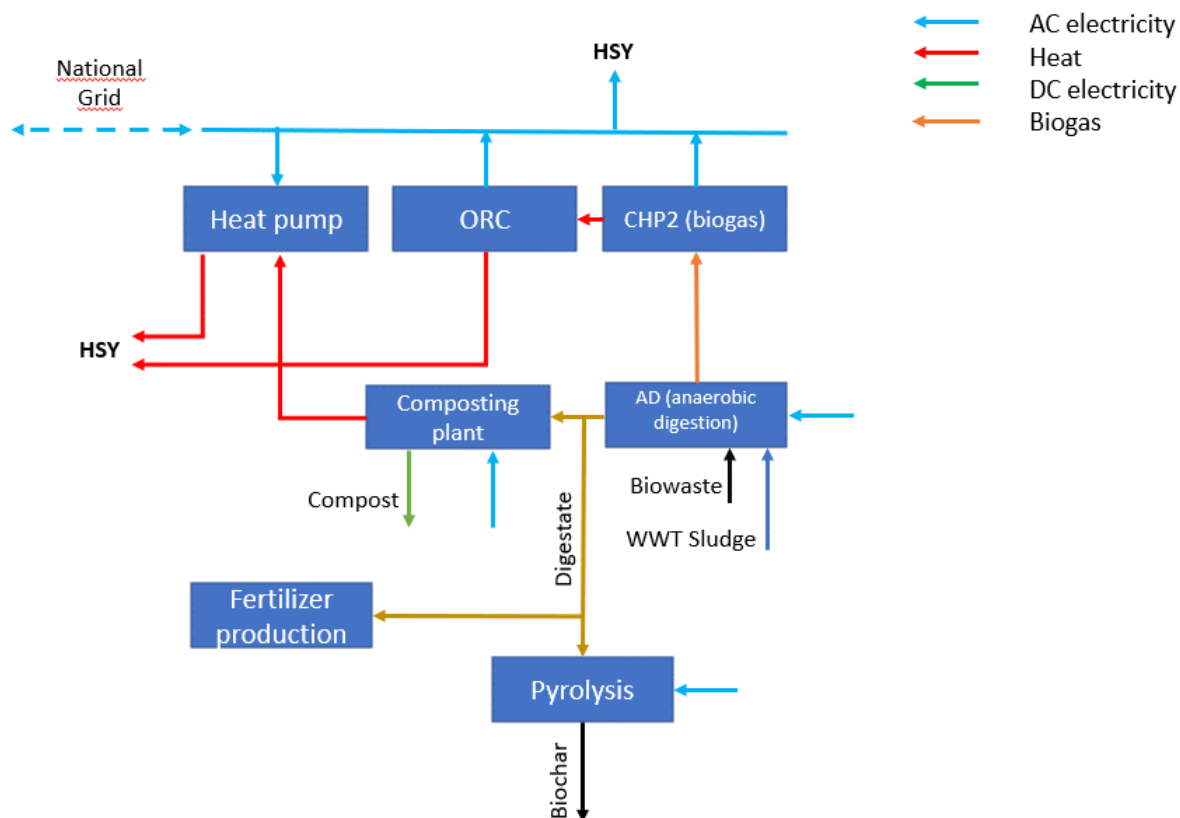 AC electricity
Heat
DC electricity
Biogas
HSY
National
Grid
Heat pump
ORC
CHP2 (biogas)
HSY
Composting
plant
AD (anaerobic
digestion)
Compost
Digestate
Biowaste
WWT Sludge
Fertilizer
production
Pyrolysis
Biochar